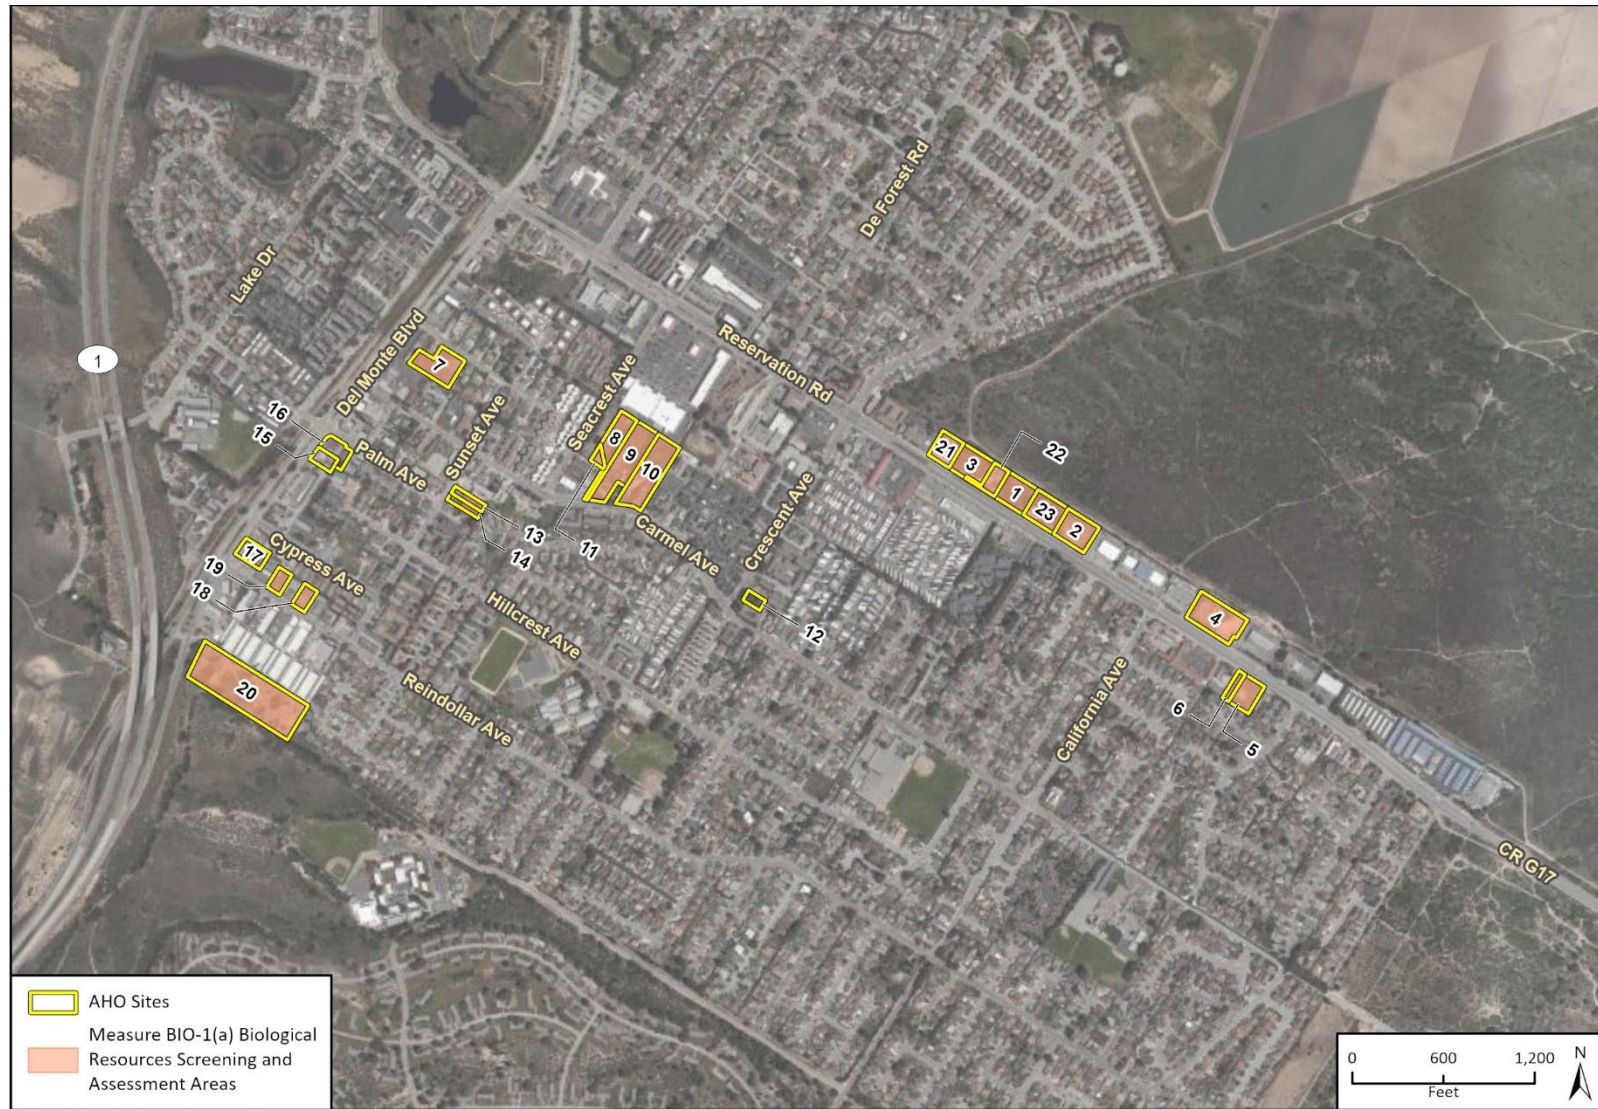 De Forest Rd
Lake Dr
1
Del Monte Blvd
Reservation Rd
Seacrest Ave
7
16
15
Palm Ave
Sunset Ave
8
9
10
21
3
22
1
23
2
13
14
11
Carmel Ave
Crescent Ave
17
Cypress Ave
19
18
Hillcrest Ave
12
4
20
Reindollar Ave
California Ave
6
5
CR G17
AHO Sites
Measure BIO-1(a) Biological
Resources Screening and
Assessment Areas
0 600 1,200
Feet
N